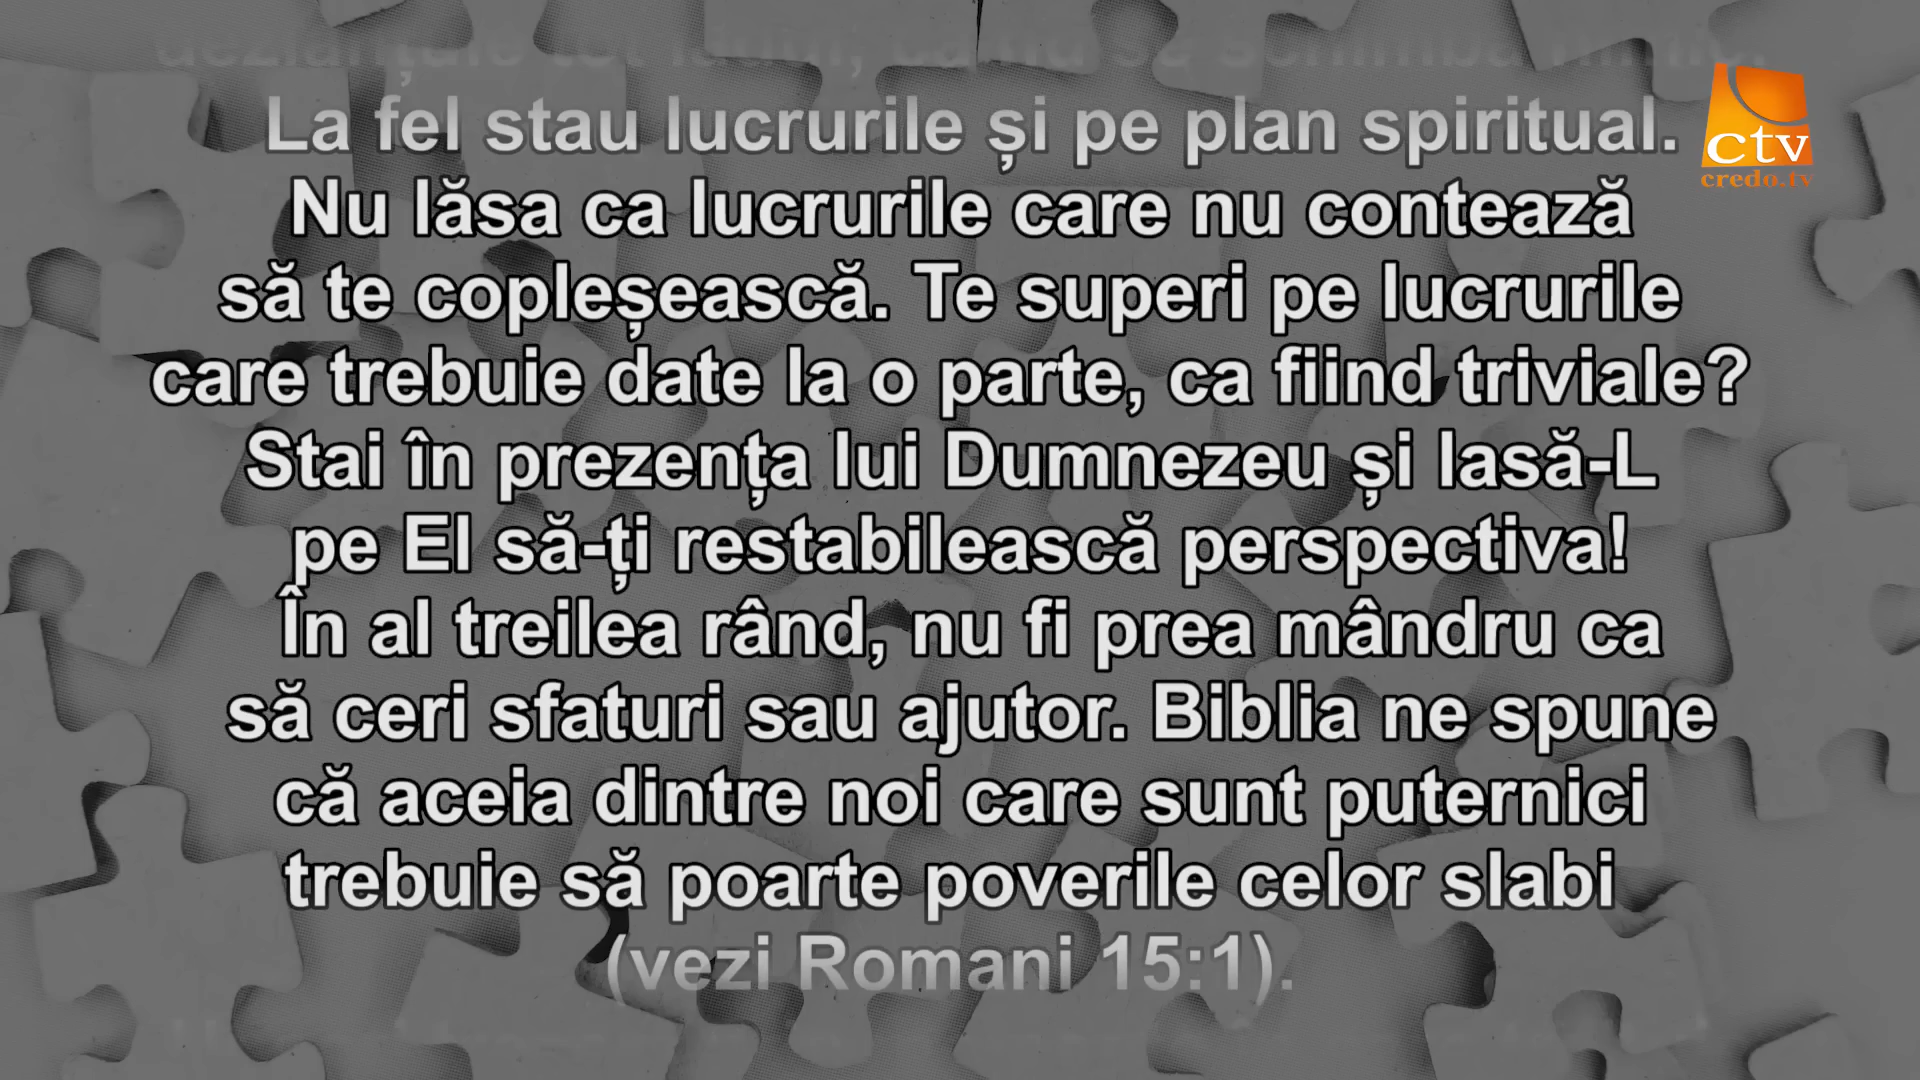 La fel stau lucrurile și pe plan spiritual.
ctv
credo.tv
Nu lăsa ca lucrurile care nu contează
să te copleșească. Te superi pe lucrurile
care trebuie date la o parte, ca fiind triviale?
Stai în prezența lui Dumnezeu și lasă-L
pe El să-ți restabilească perspectiva!
În al treilea rând, nu fi prea mândru ca
să ceri sfaturi sau ajutor. Biblia ne spune
că aceia dintre noi care sunt puternici
trebuie să poarte poverile celor slabi
(vezi Romani 15:1).